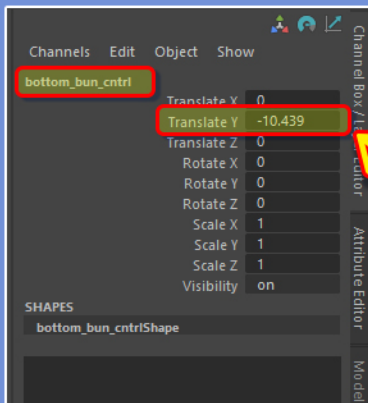 Channels Edit Object Show
bottom_bun_cntrl
Translate X 0
Translate Y -10.439
Translate Z 0
Rotate X 0
Rotate Y 0
Rotate Z 0
Scale X 1
Scale Y 1
Scale Z 1
Visibility on
SHAPES
bottom_bun_cntrlShape
Channel Box / Layer Editor
Attribute Editor
Model